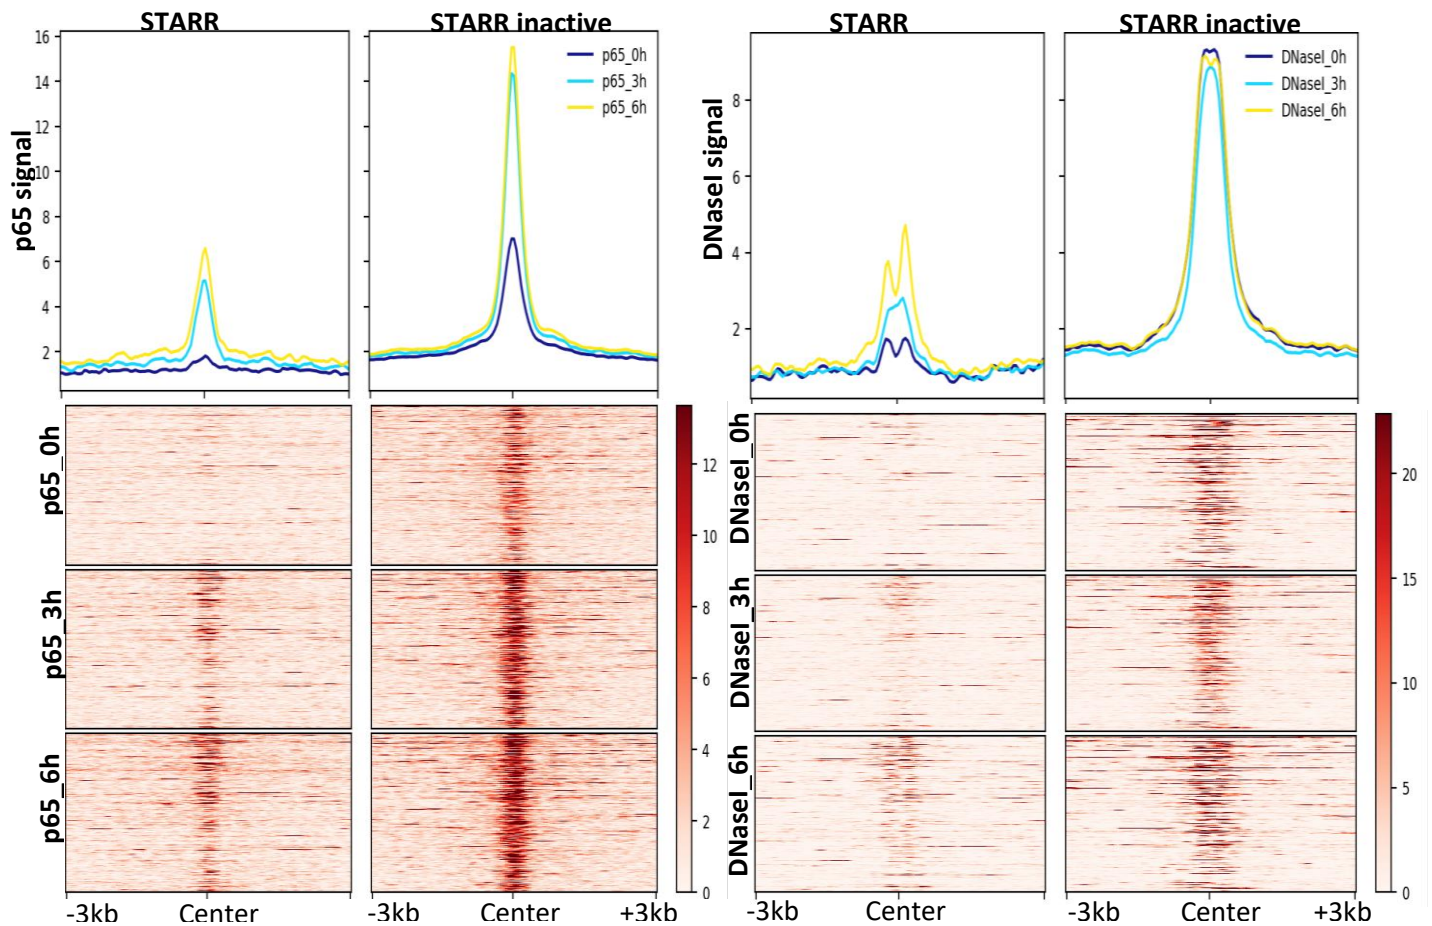 STARR
STARR inactive
STARR
STARR inactive
p65 signal
16
14
12
10
8
6
4
2
p65_0h
p65_3h
p65_6h
DNaseI signal
8
6
4
2
DNaseI_0h
DNaseI_3h
DNaseI_6h
p65_0h
p65_3h
p65_6h
12
10
8
6
4
2
0
DNaseI_0h
DNaseI_3h
DNaseI_6h
20
15
10
5
0
-3kb Center -3kb Center +3kb
-3kb Center -3kb Center +3kb